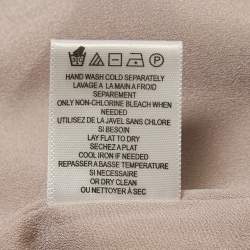 HAND WASH COLD SEPARATELY
LAVAGE A LA MAIN A FROID
SEPAREMENT
ONLY NON-CHLORINE BLEACH WHEN
NEEDED
UTILISEZ DE LA JAVEL SANS CHLORE
SI BESOIN
LAY FLAT TO DRY
SÈCHEZ A PLAT
COOL IRON IF NEEDED
REPASSER A BASSE TEMPERATURE
SI NECESSAIRE
OR DRY CLEAN
OU NETTOYER À SEC